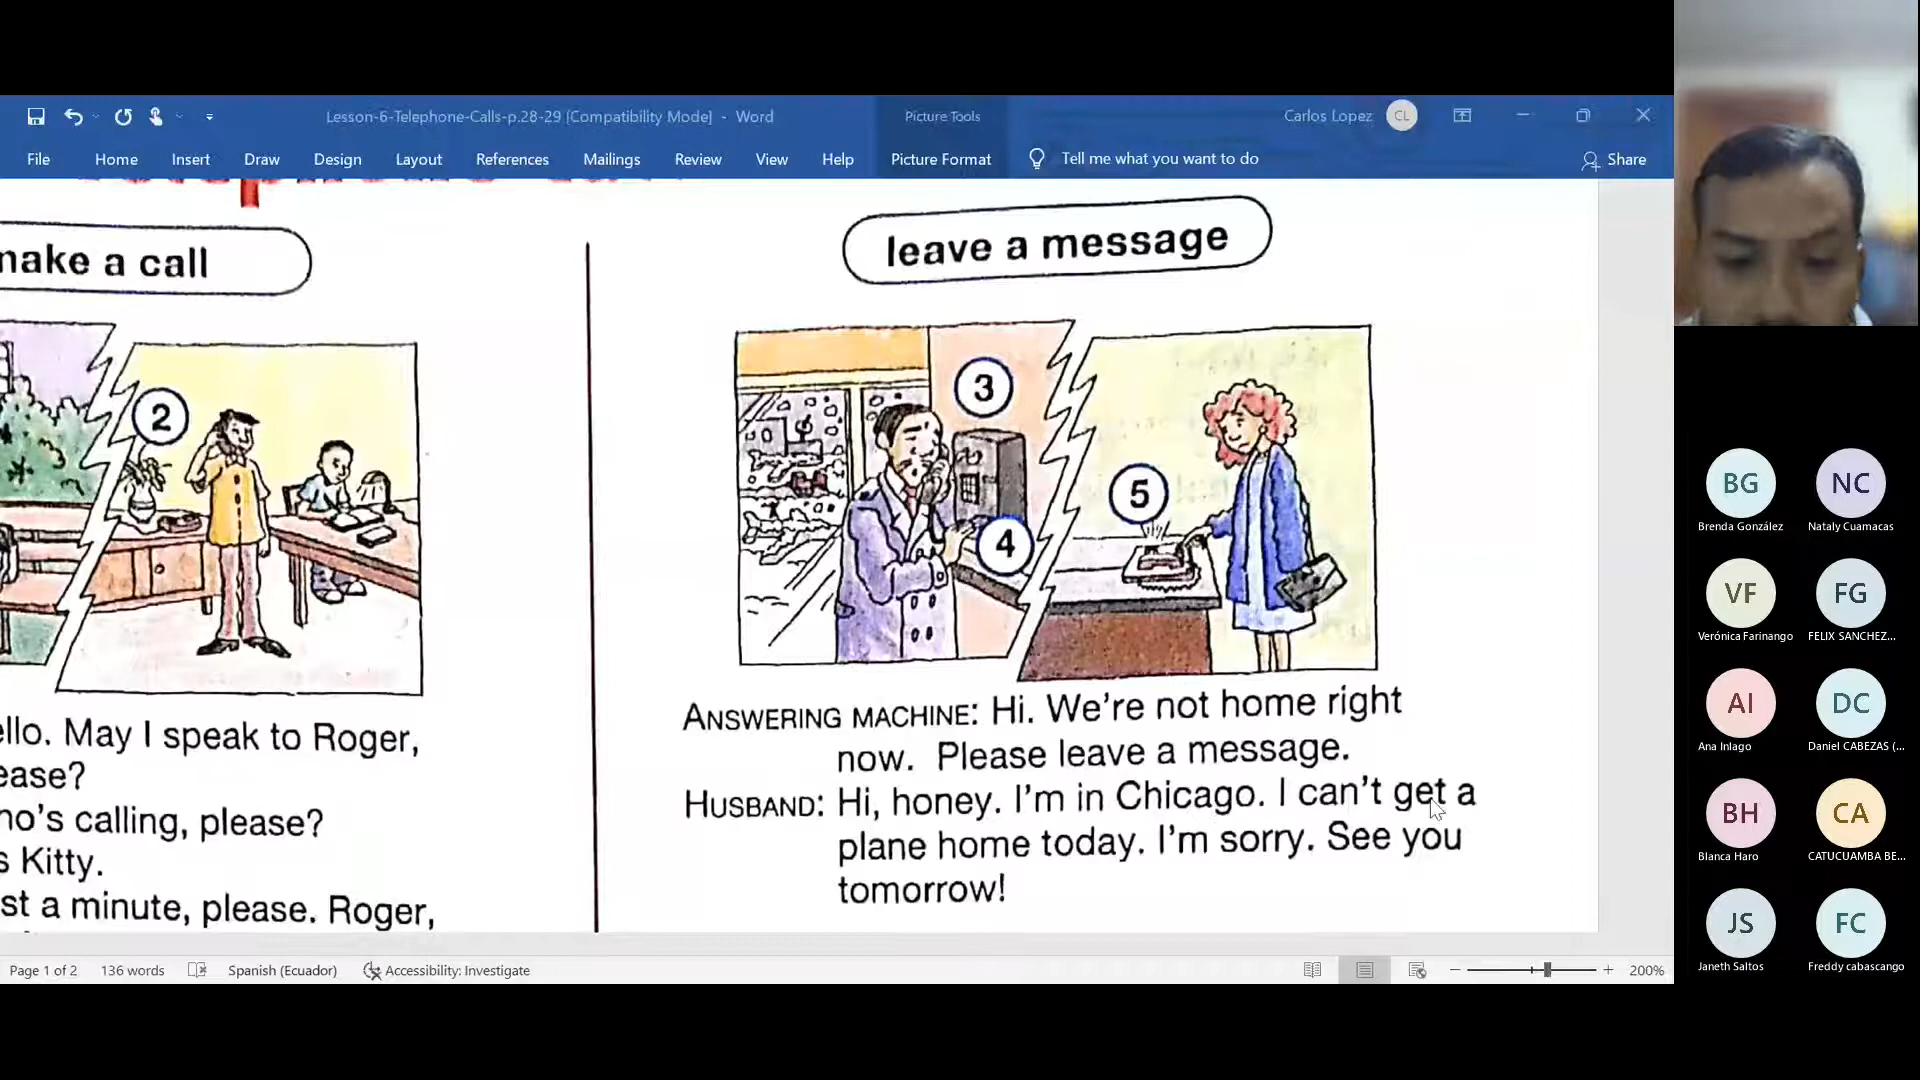 Lesson-6-Telephone-Calls-p.28-29 [Compatibility Mode] - Word
Picture Tools
Carlos Lopez CL
File Home Insert Draw Design Layout References Mailings Review View Help Picture Format Tell me what you want to do Share
make a call
leave a message
2
3
4
5
ello. May I speak to Roger,
ease?
ho's calling, please?
s Kitty.
st a minute, please. Roger,
ANSWERING MACHINE: Hi. We're not home right
now. Please leave a message.
HUSBAND: Hi, honey. I'm in Chicago. I can't get a
plane home today. I'm sorry. See you
tomorrow!
Page 1 of 2 136 words Spanish (Ecuador) Accessibility: Investigate 200%
BG NC
Brenda González Nataly Cuamacas
VF FG
Verónica Farinango FELIX SANCHEZ...
AI DC
Ana Inlago Daniel CABEZAS (...
BH CA
Blanca Haro CATUCUAMBA BE...
JS FC
Janeth Saltos Freddy cabascango